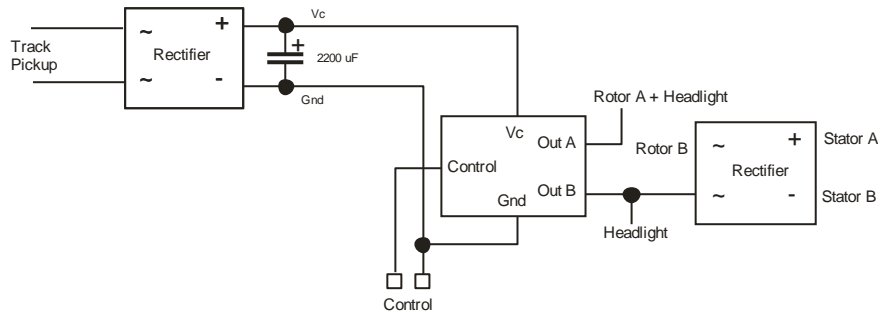 Track
Pickup
~
~
Rectifier
+
-
Vc
+
2200 uF
Gnd
Vc
Control
Gnd
Out A
Out B
Rotor A + Headlight
Rotor B
Headlight
~
~
Rectifier
+
-
Stator A
Stator B
Control